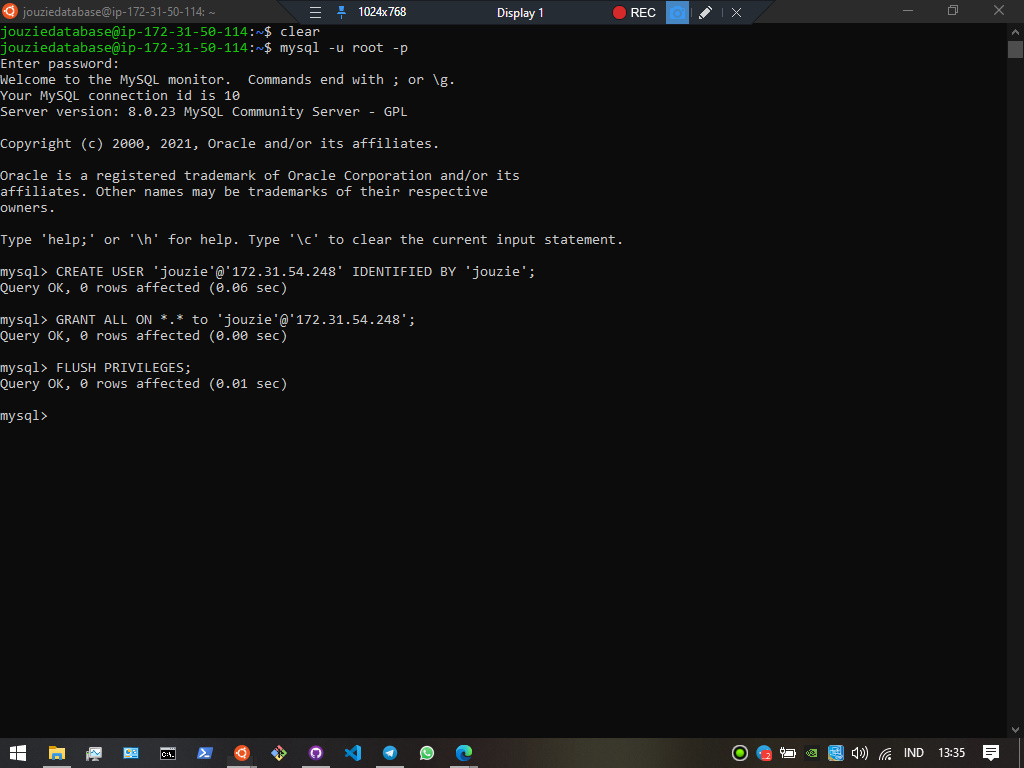 jouziedatabase@ip-172-31-50-114: ~
1024x768
Display 1
REC
jouziedatabase@ip-172-31-50-114:~$ clear
jouziedatabase@ip-172-31-50-114:~$ mysql -u root -p
Enter password:
Welcome to the MySQL monitor.  Commands end with ; or \g.
Your MySQL connection id is 10
Server version: 8.0.23 MySQL Community Server - GPL
Copyright (c) 2000, 2021, Oracle and/or its affiliates.
Oracle is a registered trademark of Oracle Corporation and/or its
affiliates. Other names may be trademarks of their respective
owners.
Type 'help;' or '\h' for help. Type '\c' to clear the current input statement.
mysql> CREATE USER 'jouzie'@'172.31.54.248' IDENTIFIED BY 'jouzie';
Query OK, 0 rows affected (0.06 sec)
mysql> GRANT ALL ON *.* to 'jouzie'@'172.31.54.248';
Query OK, 0 rows affected (0.00 sec)
mysql> FLUSH PRIVILEGES;
Query OK, 0 rows affected (0.01 sec)
mysql>
IND
13:35